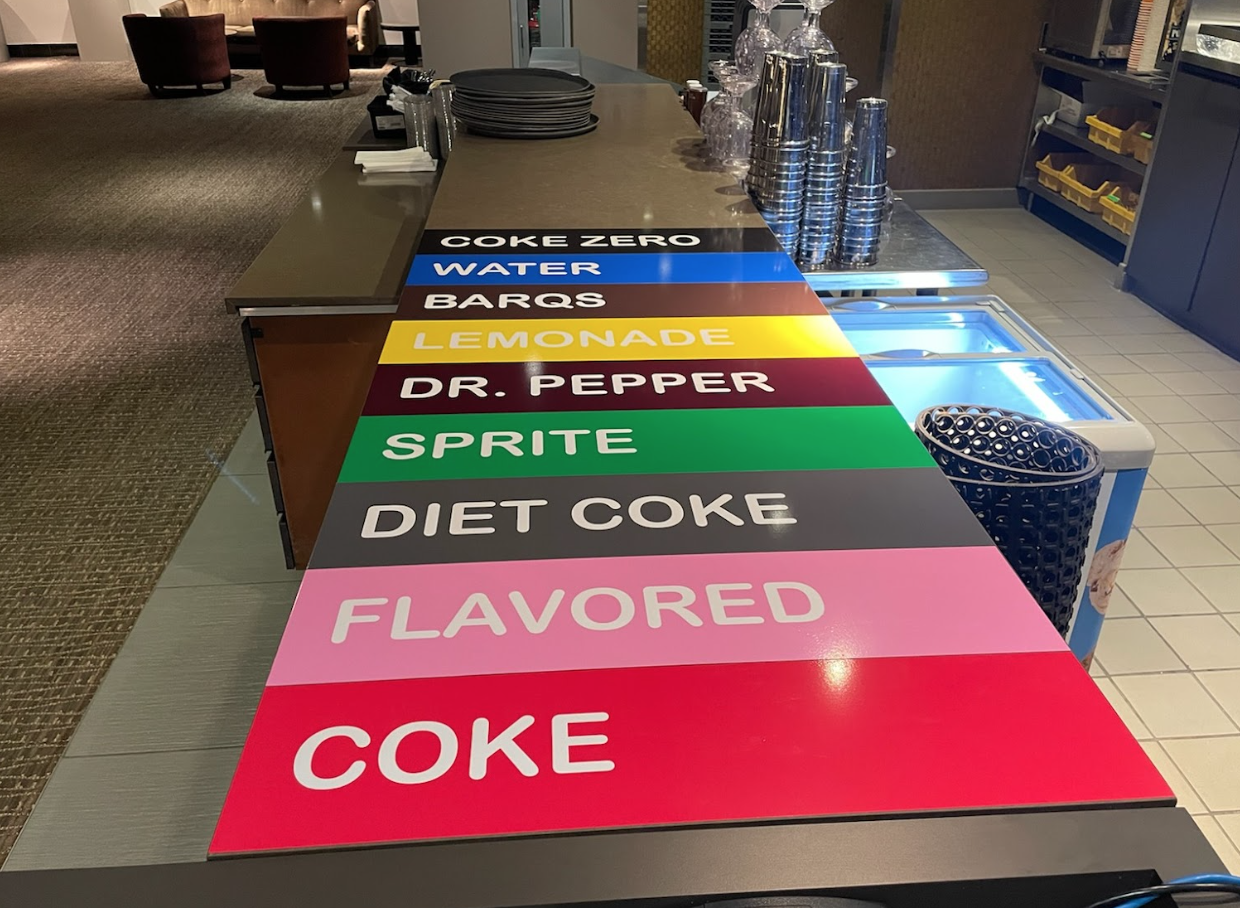 COKE ZERO
WATER
BARQS
LEMONADE
DR. PEPPER
SPRITE
DIET COKE
FLAVORED
COKE